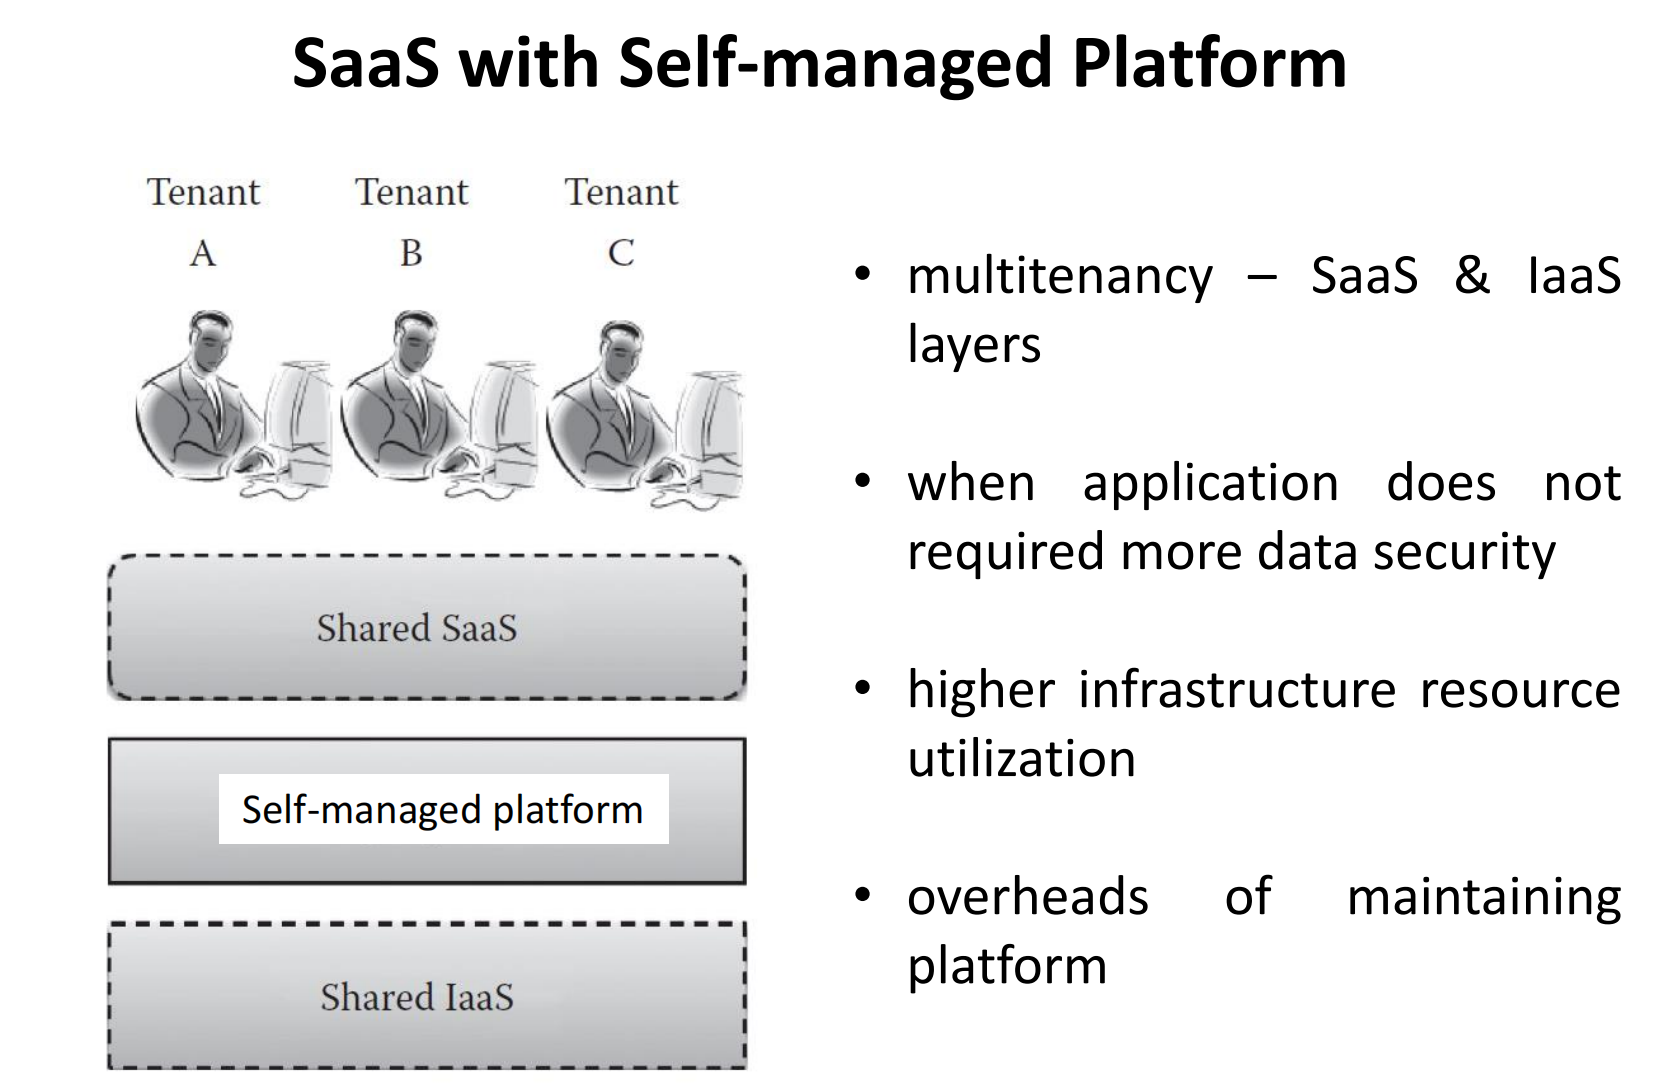 SaaS with Self-managed Platform
Tenant Tenant Tenant
A B C
Shared SaaS
Self-managed platform
Shared IaaS
• multitenancy – SaaS & IaaS
layers
• when application does not
required more data security
• higher infrastructure resource
utilization
• overheads of maintaining
platform